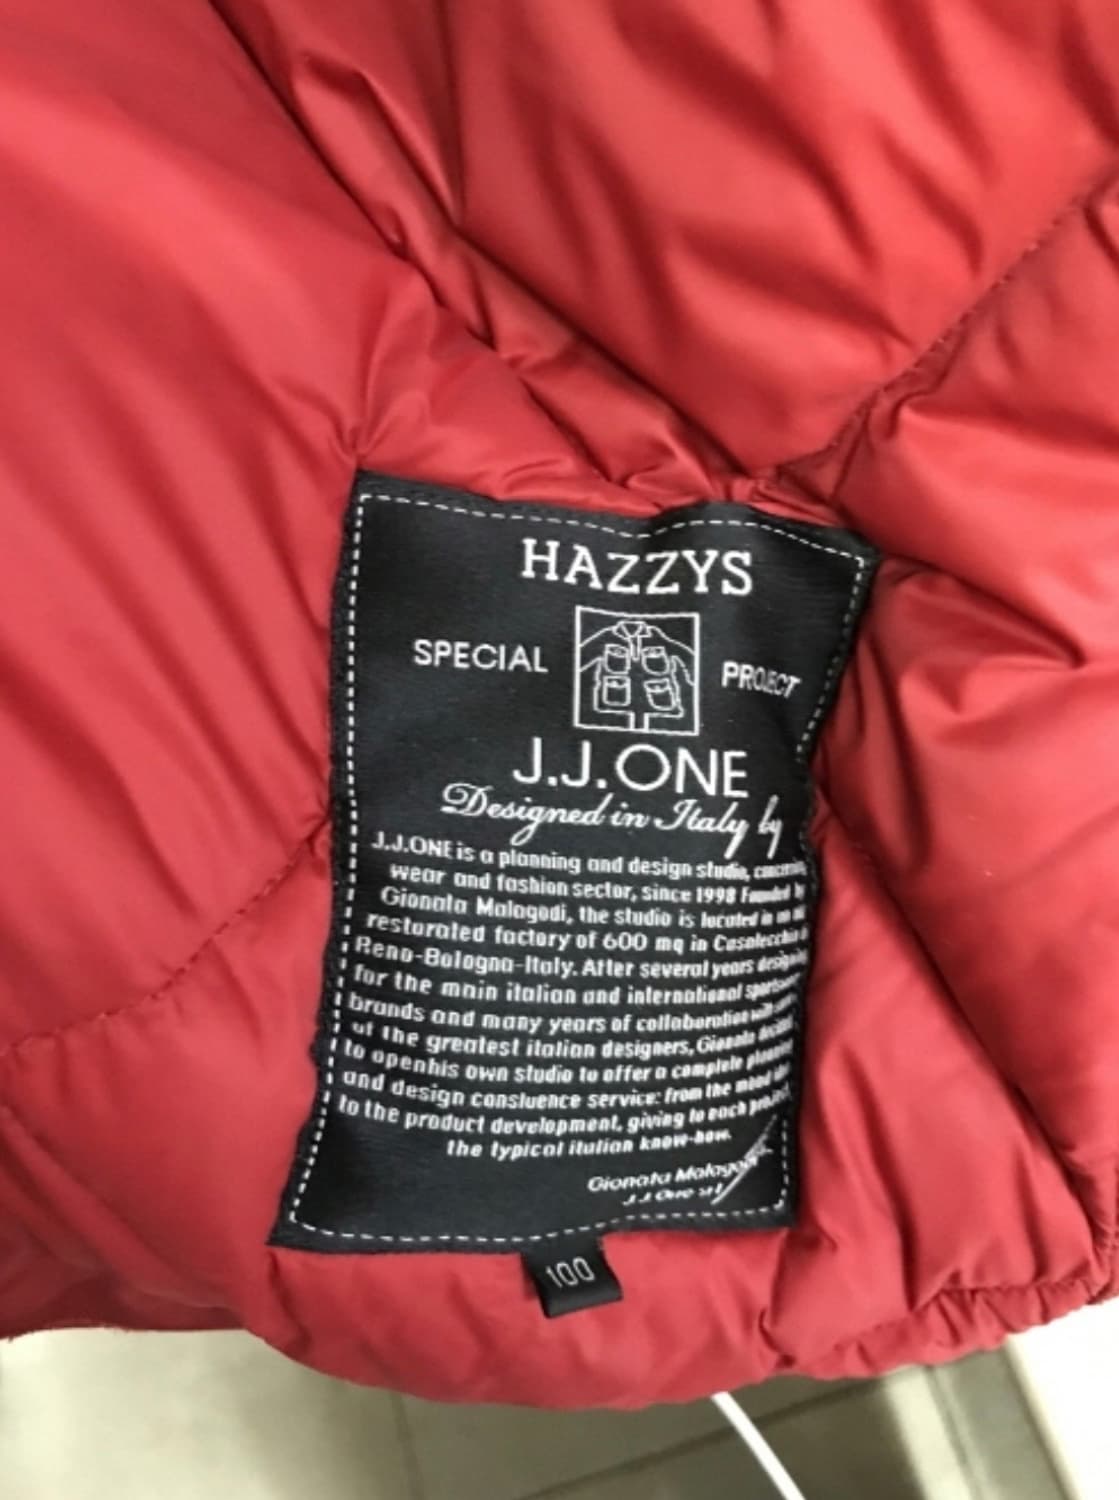 HAZZYS
SPECIAL PROJECT
J.J.ONE
Designed in Italy by
J.J.ONE is a planning and design studio,
wear and fashion sector, since 1998 Founded
Gionata Malagodi, the studio is located in
restorated factory of 600 mq in Casalecchio
Reno-Bologna-Italy. After several years
for the main italian and international
brands and many years of collaboration
of the greatest italian designers, Gionata
to openhis own studio to offer a complete
and design consluence service: from the mood
to the product development, giving to each
the typical italian know-how.
Gionata
100